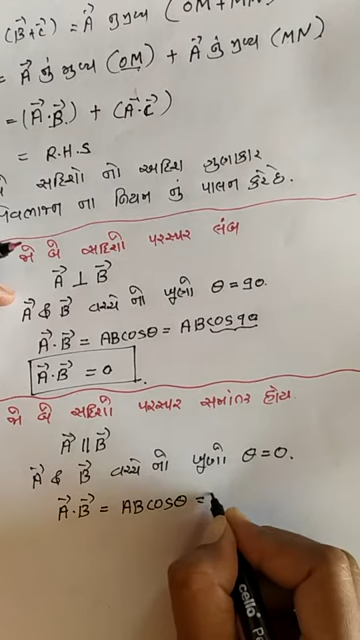 (B⃗+C⃗) = A⃗ નુ મૂલ્ય (OM+MN)
= A⃗ નું મૂલ્ય (OM) + A⃗ નું મૂલ્ય (MN)
= (A⃗·B⃗) + (A⃗·C⃗)
= R.H.S
સદિશો નો અદિશ ગુણાકાર
ના નિયમ નું પાલન કરે છે.
જો બે સદિશો પરસ્પર લંબ
A⃗ ⊥ B⃗
A⃗ & B⃗ વચ્ચે નો ખૂણો θ = 90.
A⃗·B⃗ = ABCOSθ = ABCOS90
A⃗·B⃗ = 0
જો બે સદિશો પરસ્પર સમાંતર હોય
A⃗ || B⃗
A⃗ & B⃗ વચ્ચે નો ખૂણો θ = 0.
A⃗·B⃗ = ABCOSθ =
cello